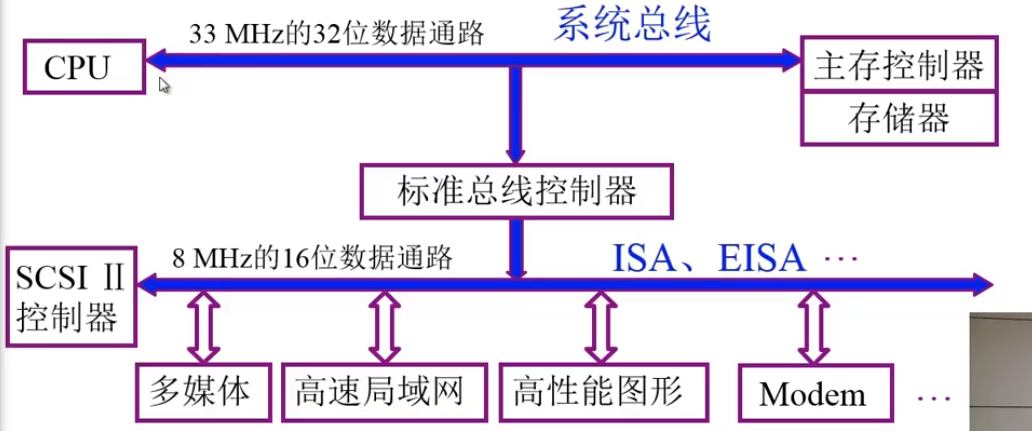 33 MHz的32位数据通路
系统总线
CPU
主存控制器
存储器
标准总线控制器
8 MHz的16位数据通路
ISA、EISA …
SCSI Ⅱ
控制器
多媒体
高速局域网
高性能图形
Modem
…